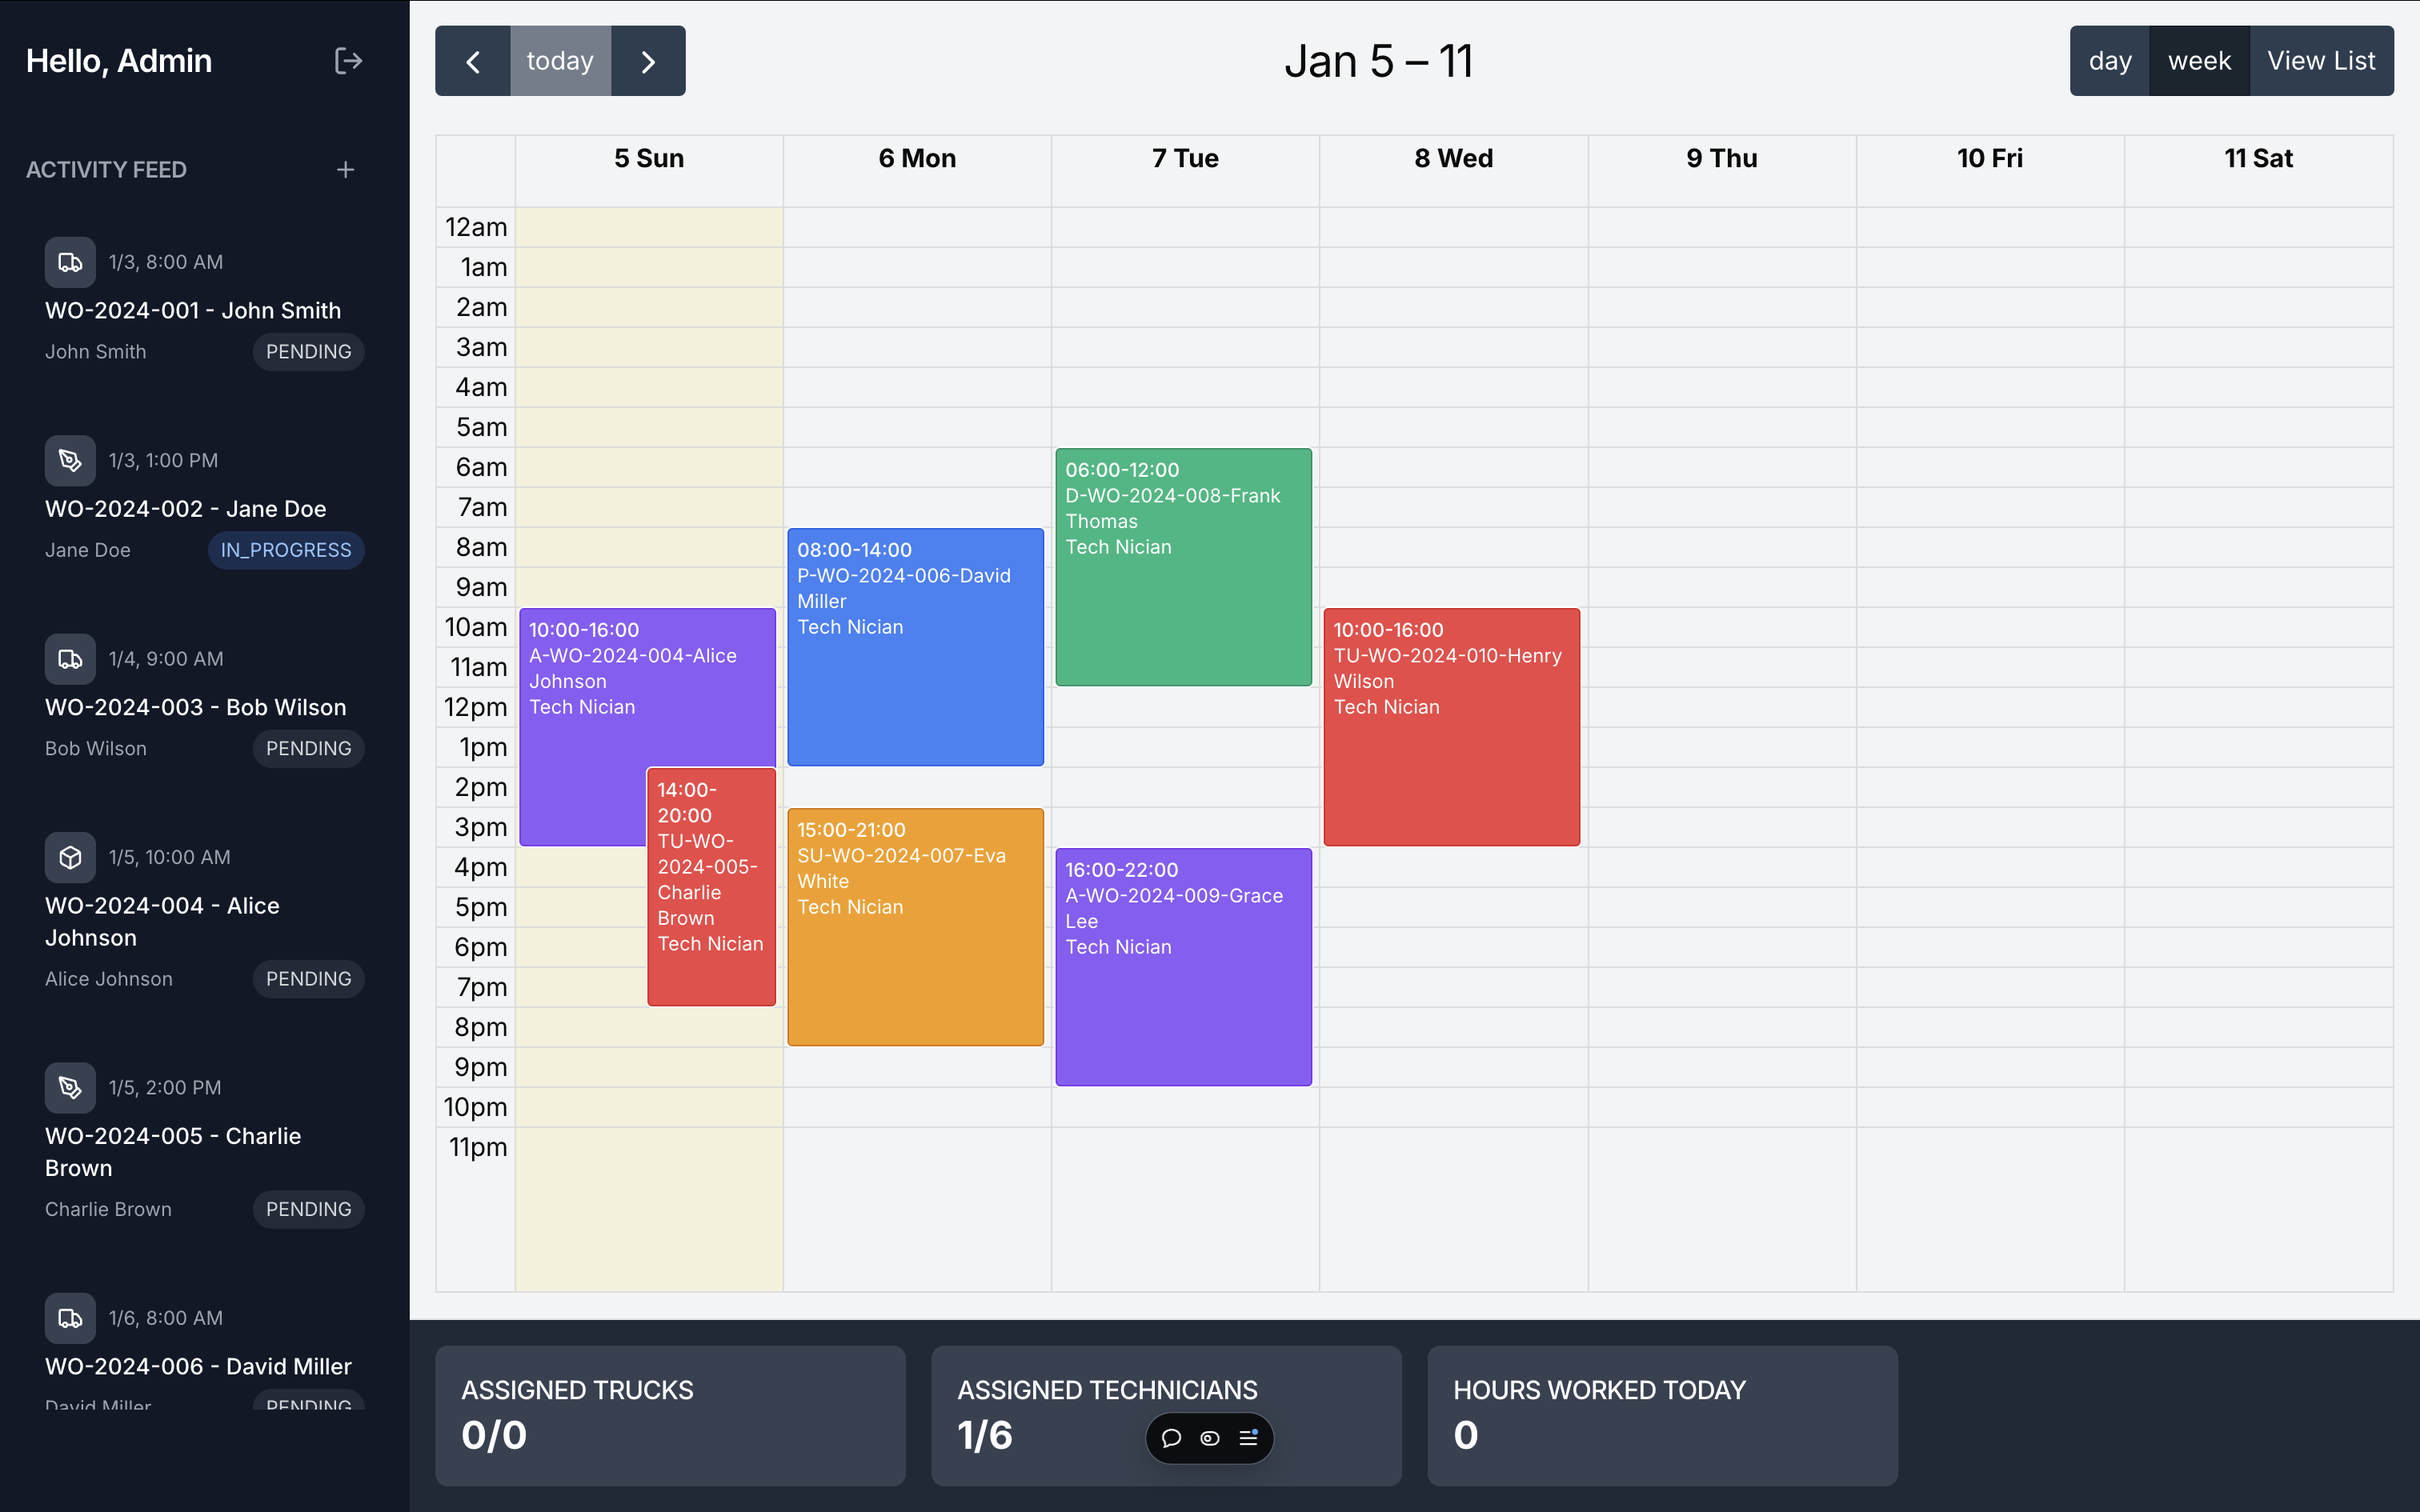 Hello, Admin
ACTIVITY FEED
1/3, 8:00 AM
WO-2024-001 - John Smith
John Smith
PENDING
1/3, 1:00 PM
WO-2024-002 - Jane Doe
Jane Doe
IN_PROGRESS
1/4, 9:00 AM
WO-2024-003 - Bob Wilson
Bob Wilson
PENDING
1/5, 10:00 AM
WO-2024-004 - Alice
Johnson
Alice Johnson
PENDING
1/5, 2:00 PM
WO-2024-005 - Charlie
Brown
Charlie Brown
PENDING
1/6, 8:00 AM
WO-2024-006 - David Miller
David Miller
PENDING
today
Jan 5 – 11
day
week
View List
5 Sun
6 Mon
7 Tue
8 Wed
9 Thu
10 Fri
11 Sat
12am
1am
2am
3am
4am
5am
6am
7am
8am
9am
10am
11am
12pm
1pm
2pm
3pm
4pm
5pm
6pm
7pm
8pm
9pm
10pm
11pm
10:00-16:00
A-WO-2024-004-Alice
Johnson
Tech Nician
14:00-
20:00
TU-WO-
2024-005-
Charlie
Brown
Tech Nician
08:00-14:00
P-WO-2024-006-David
Miller
Tech Nician
15:00-21:00
SU-WO-2024-007-Eva
White
Tech Nician
06:00-12:00
D-WO-2024-008-Frank
Thomas
Tech Nician
16:00-22:00
A-WO-2024-009-Grace
Lee
Tech Nician
10:00-16:00
TU-WO-2024-010-Henry
Wilson
Tech Nician
ASSIGNED TRUCKS
0/0
ASSIGNED TECHNICIANS
1/6
HOURS WORKED TODAY
0